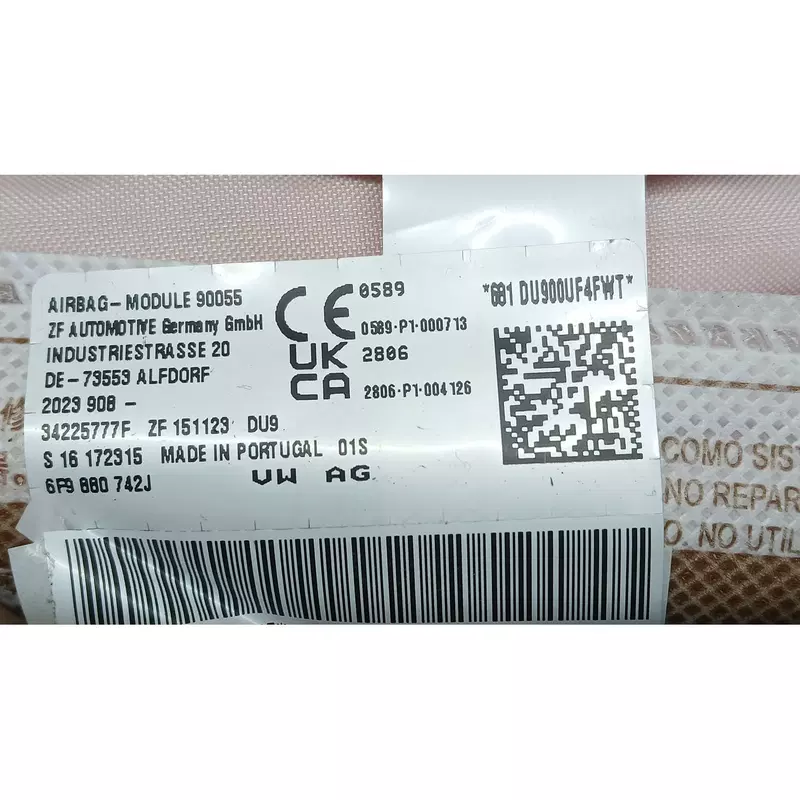 AIRBAG-MODULE 90055
ZF AUTOMOTIVE Germany GmbH
INDUSTRIESTRASSE 20
DE-73553 ALFDORF
2023 908 -
34225777F ZF 151123 DU9
S 16 172315 MADE IN PORTUGAL 01S
6F9 880 742J VW AG
CE 0589
0589-P1-000713
UK
CA
2806
2806-P1-004126
*681 DU900UF4FWT*
COMO SIS
NO REPAR
O. NO UTIL